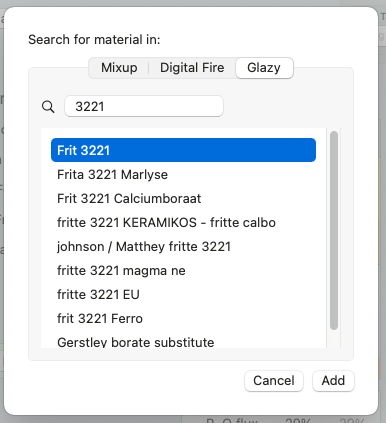 Search for material in:
Mixup
Digital Fire
Glazy
3221
Frit 3221
Frita 3221 Marlyse
Frit 3221 Calciumboraat
fritte 3221 KERAMIKOS - fritte calbo
johnson / Matthey fritte 3221
fritte 3221 magma ne
fritte 3221 EU
frit 3221 Ferro
Gerstley borate substitute
Cancel
Add